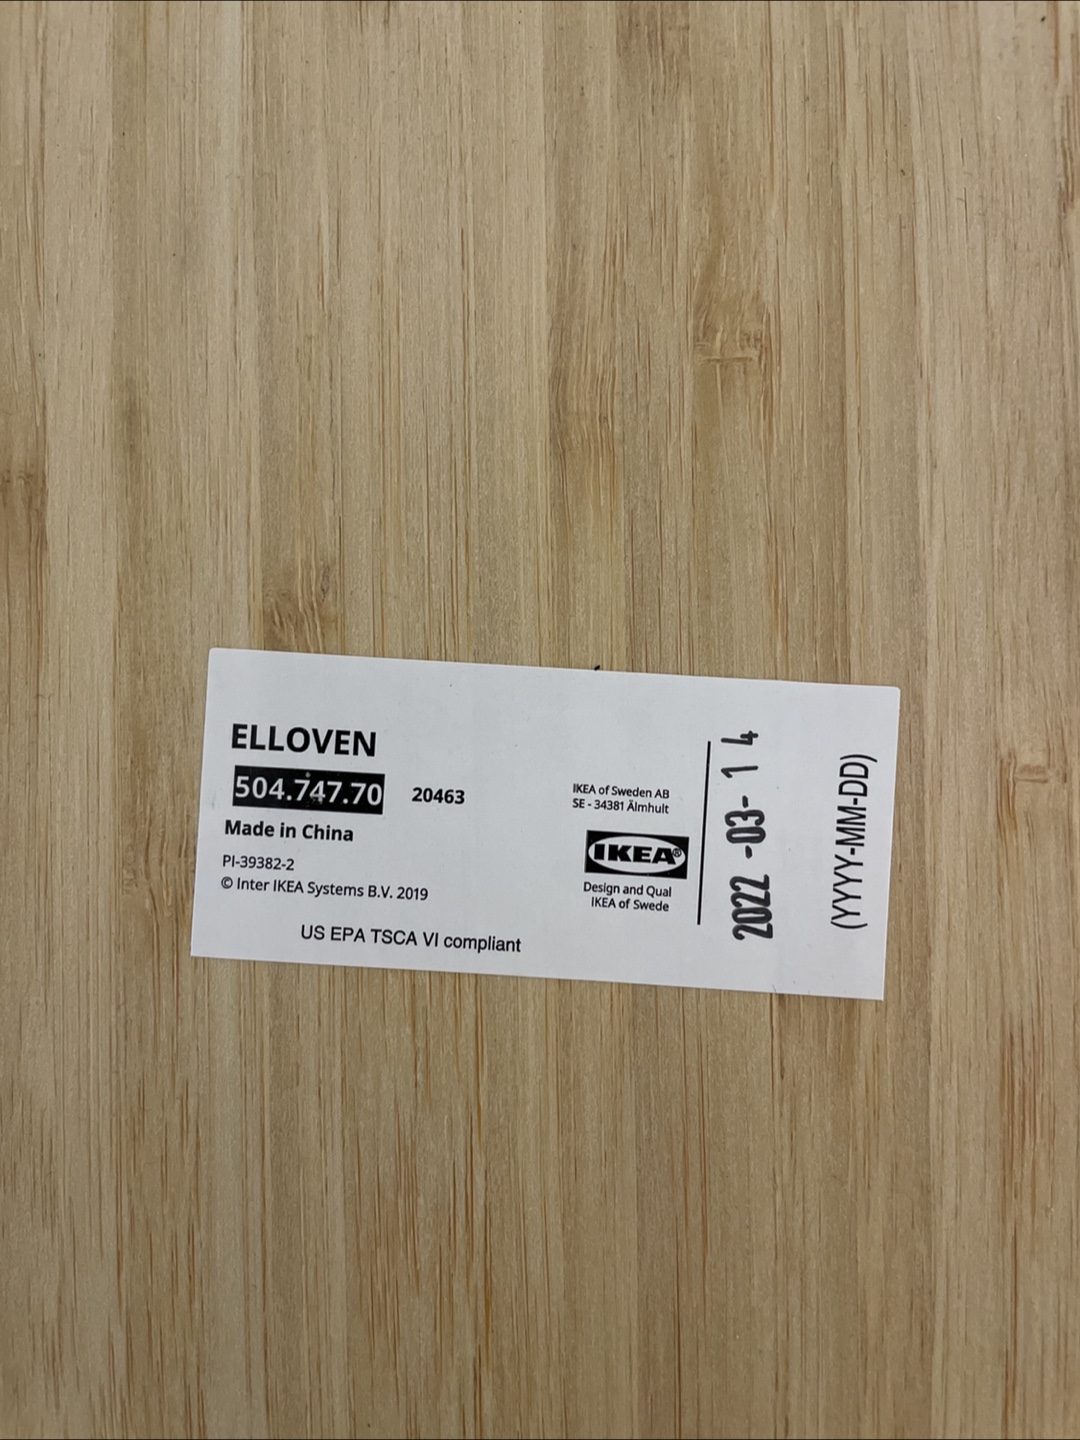 ELLOVEN
504.747.70 20463
Made in China
PI-39382-2
© Inter IKEA Systems B.V. 2019
US EPA TSCA VI compliant
IKEA of Sweden AB
SE - 34381 Älmhult
IKEA®
Design and Qual
IKEA of Swede
2022 -03- 1 4
(YYYY-MM-DD)